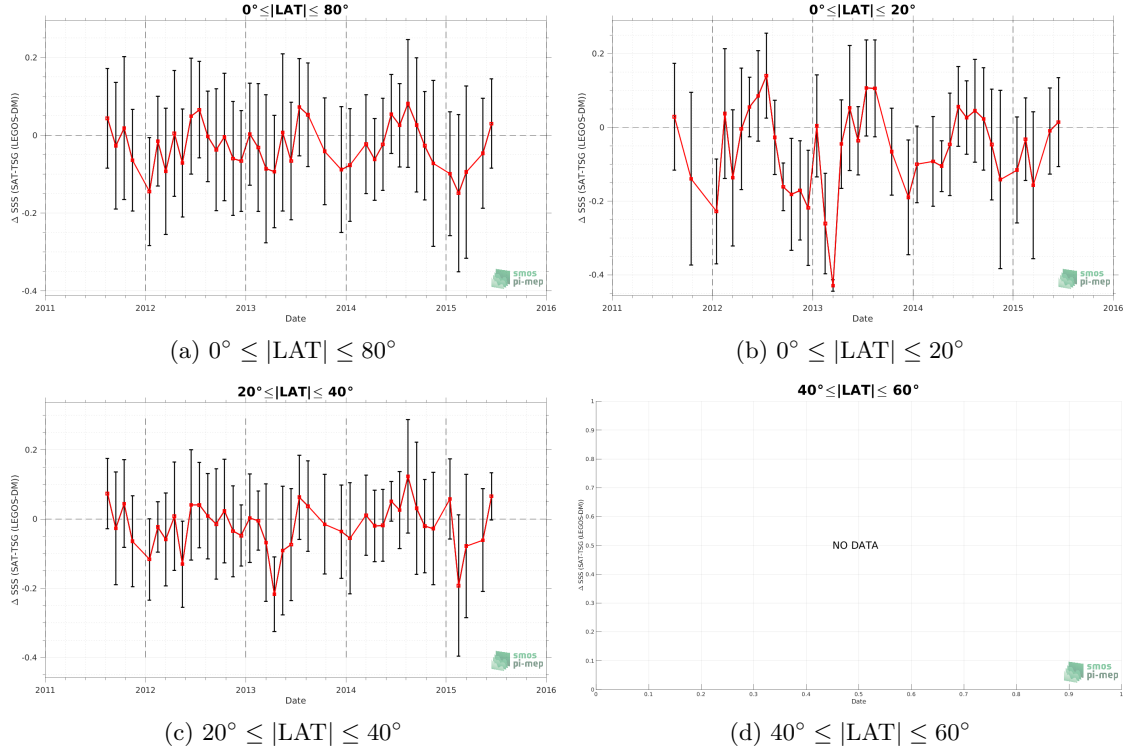 0°≤|LAT|≤ 80°
Δ SSS (SAT-TSG (LEGOS-DM))
0.2
0
-0.2
-0.4
2011 2012 2013 2014 2015 2016
Date
smos
pi-mep
(a) 0° ≤ |LAT| ≤ 80°
0°≤|LAT|≤ 20°
Δ SSS (SAT-TSG (LEGOS-DM))
0.2
0
-0.2
-0.4
2011 2012 2013 2014 2015 2016
Date
smos
pi-mep
(b) 0° ≤ |LAT| ≤ 20°
20°≤|LAT|≤ 40°
Δ SSS (SAT-TSG (LEGOS-DM))
0.2
0
-0.2
-0.4
2011 2012 2013 2014 2015 2016
Date
smos
pi-mep
(c) 20° ≤ |LAT| ≤ 40°
40°≤|LAT|≤ 60°
Δ SSS (SAT-TSG (LEGOS-DM))
1
0.9
0.8
0.7
0.6
0.5
0.4
0.3
0.2
0.1
0
NO DATA
0 0.1 0.2 0.3 0.4 0.5 0.6 0.7 0.8 0.9 1
Date
smos
pi-mep
(d) 40° ≤ |LAT| ≤ 60°